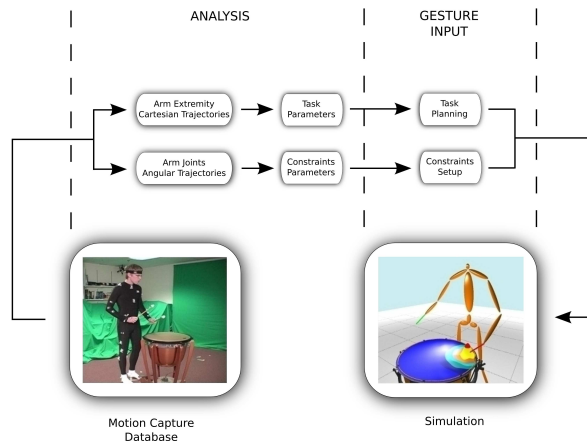 ANALYSIS
GESTURE
INPUT
Arm Extremity
Cartesian Trajectories
Task
Parameters
Task
Planning
Arm Joints
Angular Trajectories
Constraints
Parameters
Constraints
Setup
Motion Capture
Database
Simulation